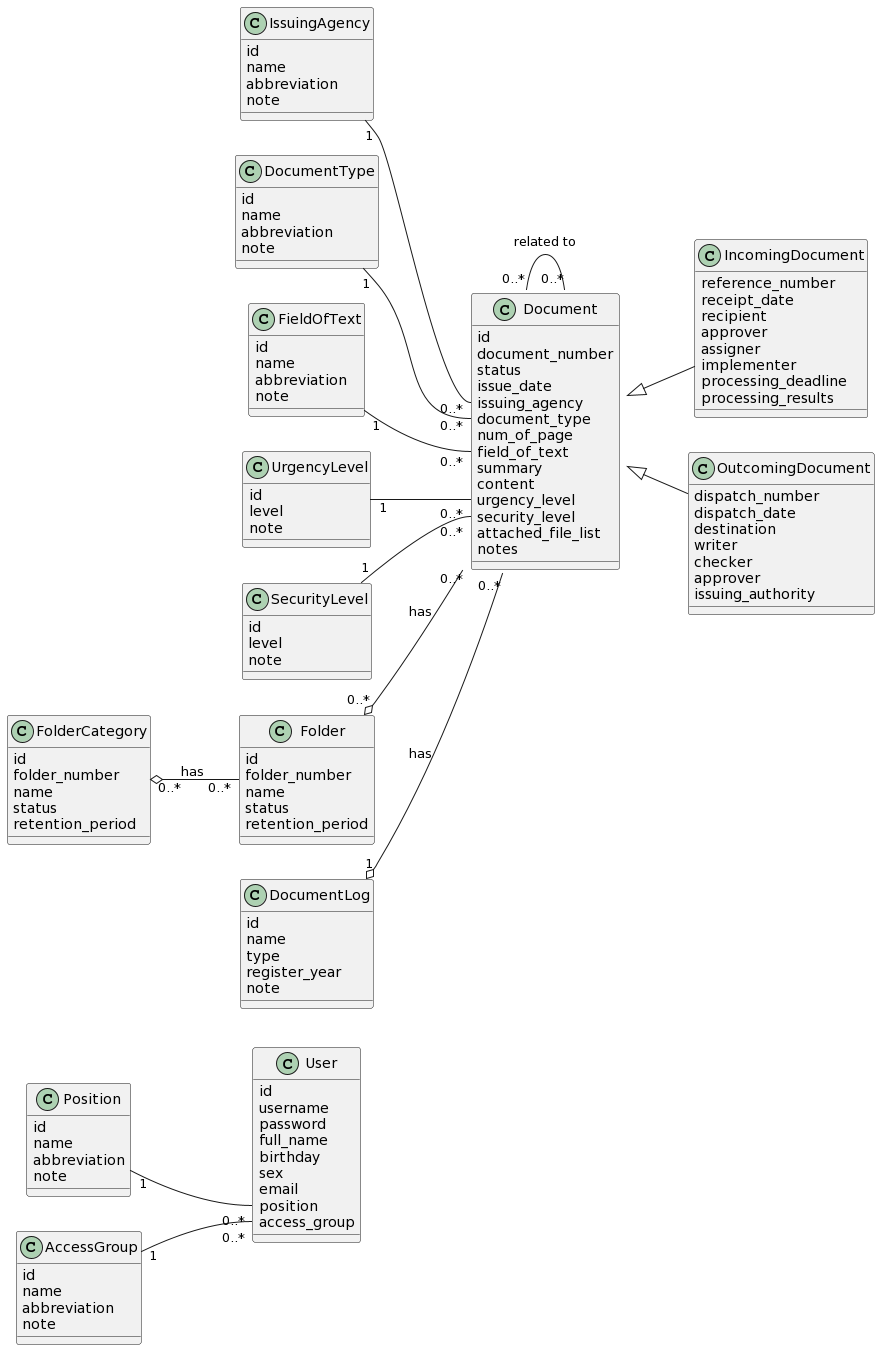 C IssuingAgency
id
name
abbreviation
note
1
C DocumentType
id
name
abbreviation
note
1
C FieldOfText
id
name
abbreviation
note
1
C UrgencyLevel
id
level
note
1
C SecurityLevel
id
level
note
1
related to
0..* 0..*
C Document
id
document_number
status
issue_date
issuing_agency
document_type
num_of_page
field_of_text
summary
content
urgency_level
security_level
attached_file_list
notes
0..*
0..*
0..*
0..*
0..*
0..*
0..*
C IncomingDocument
reference_number
receipt_date
recipient
approver
assigner
implementer
processing_deadline
processing_results
C OutcomingDocument
dispatch_number
dispatch_date
destination
writer
checker
approver
issuing_authority
has
0..*
C FolderCategory
id
folder_number
name
status
retention_period
has
0..* 0..*
C Folder
id
folder_number
name
status
retention_period
has
1
C DocumentLog
id
name
type
register_year
note
C Position
id
name
abbreviation
note
1
C User
id
username
password
full_name
birthday
sex
email
position
access_group
0..*
0..*
C AccessGroup
id
name
abbreviation
note
1